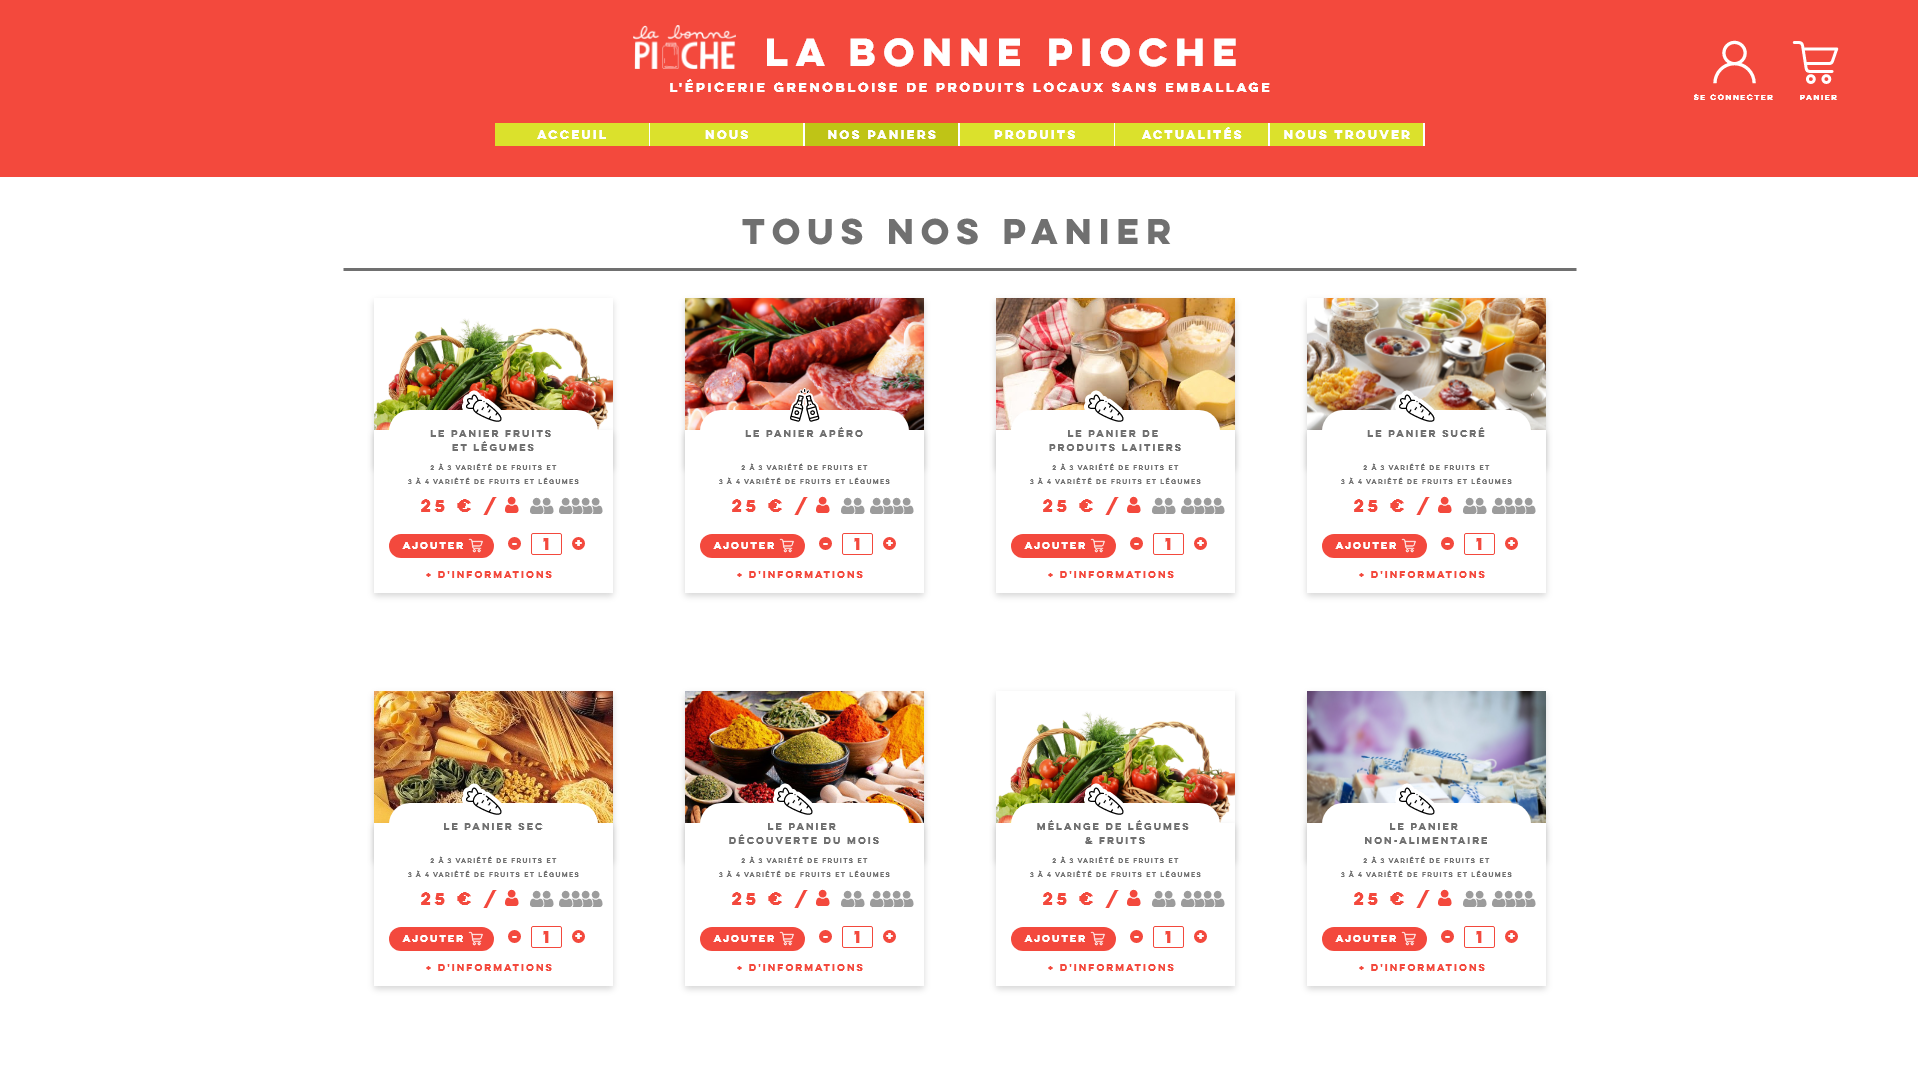 la bonne
PIOCHE
LA BONNE PIOCHE
L'ÉPICERIE GRENOBLOISE DE PRODUITS LOCAUX SANS EMBALLAGE
SE CONNECTER
PANIER
ACCEUIL
NOUS
NOS PANIERS
PRODUITS
ACTUALITÉS
NOUS TROUVER
TOUS NOS PANIER
LE PANIER FRUITS
ET LÉGUMES
2 À 3 VARIÉTÉ DE FRUITS ET
3 À 4 VARIÉTÉ DE FRUITS ET LÉGUMES
25 € /
AJOUTER
- 1 +
+ D'INFORMATIONS
LE PANIER APÉRO
2 À 3 VARIÉTÉ DE FRUITS ET
3 À 4 VARIÉTÉ DE FRUITS ET LÉGUMES
25 € /
AJOUTER
- 1 +
+ D'INFORMATIONS
LE PANIER DE
PRODUITS LAITIERS
2 À 3 VARIÉTÉ DE FRUITS ET
3 À 4 VARIÉTÉ DE FRUITS ET LÉGUMES
25 € /
AJOUTER
- 1 +
+ D'INFORMATIONS
LE PANIER SUCRÉ
2 À 3 VARIÉTÉ DE FRUITS ET
3 À 4 VARIÉTÉ DE FRUITS ET LÉGUMES
25 € /
AJOUTER
- 1 +
+ D'INFORMATIONS
LE PANIER SEC
2 À 3 VARIÉTÉ DE FRUITS ET
3 À 4 VARIÉTÉ DE FRUITS ET LÉGUMES
25 € /
AJOUTER
- 1 +
+ D'INFORMATIONS
LE PANIER
DÉCOUVERTE DU MOIS
2 À 3 VARIÉTÉ DE FRUITS ET
3 À 4 VARIÉTÉ DE FRUITS ET LÉGUMES
25 € /
AJOUTER
- 1 +
+ D'INFORMATIONS
MÉLANGE DE LÉGUMES
& FRUITS
2 À 3 VARIÉTÉ DE FRUITS ET
3 À 4 VARIÉTÉ DE FRUITS ET LÉGUMES
25 € /
AJOUTER
- 1 +
+ D'INFORMATIONS
LE PANIER
NON-ALIMENTAIRE
2 À 3 VARIÉTÉ DE FRUITS ET
3 À 4 VARIÉTÉ DE FRUITS ET LÉGUMES
25 € /
AJOUTER
- 1 +
+ D'INFORMATIONS